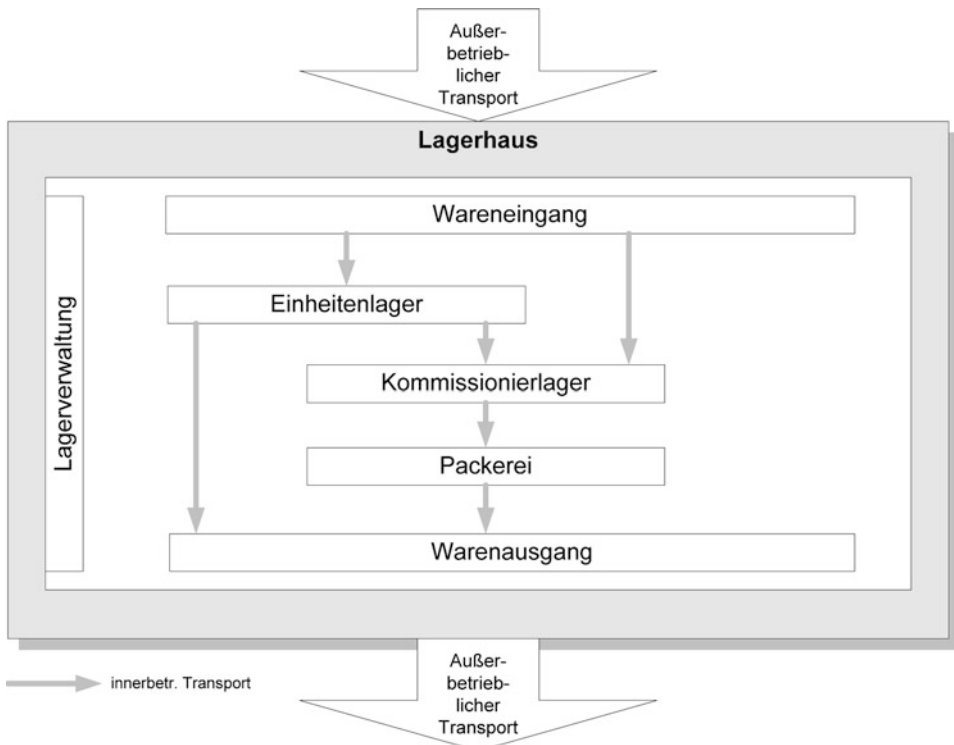 Außer-
betrieb-
licher
Transport
Lagerhaus
Wareneingang
Einheitenlager
Lagerverwaltung
Kommissionierlager
Packerei
Warenausgang
innerbetr. Transport
Außer-
betrieb-
licher
Transport